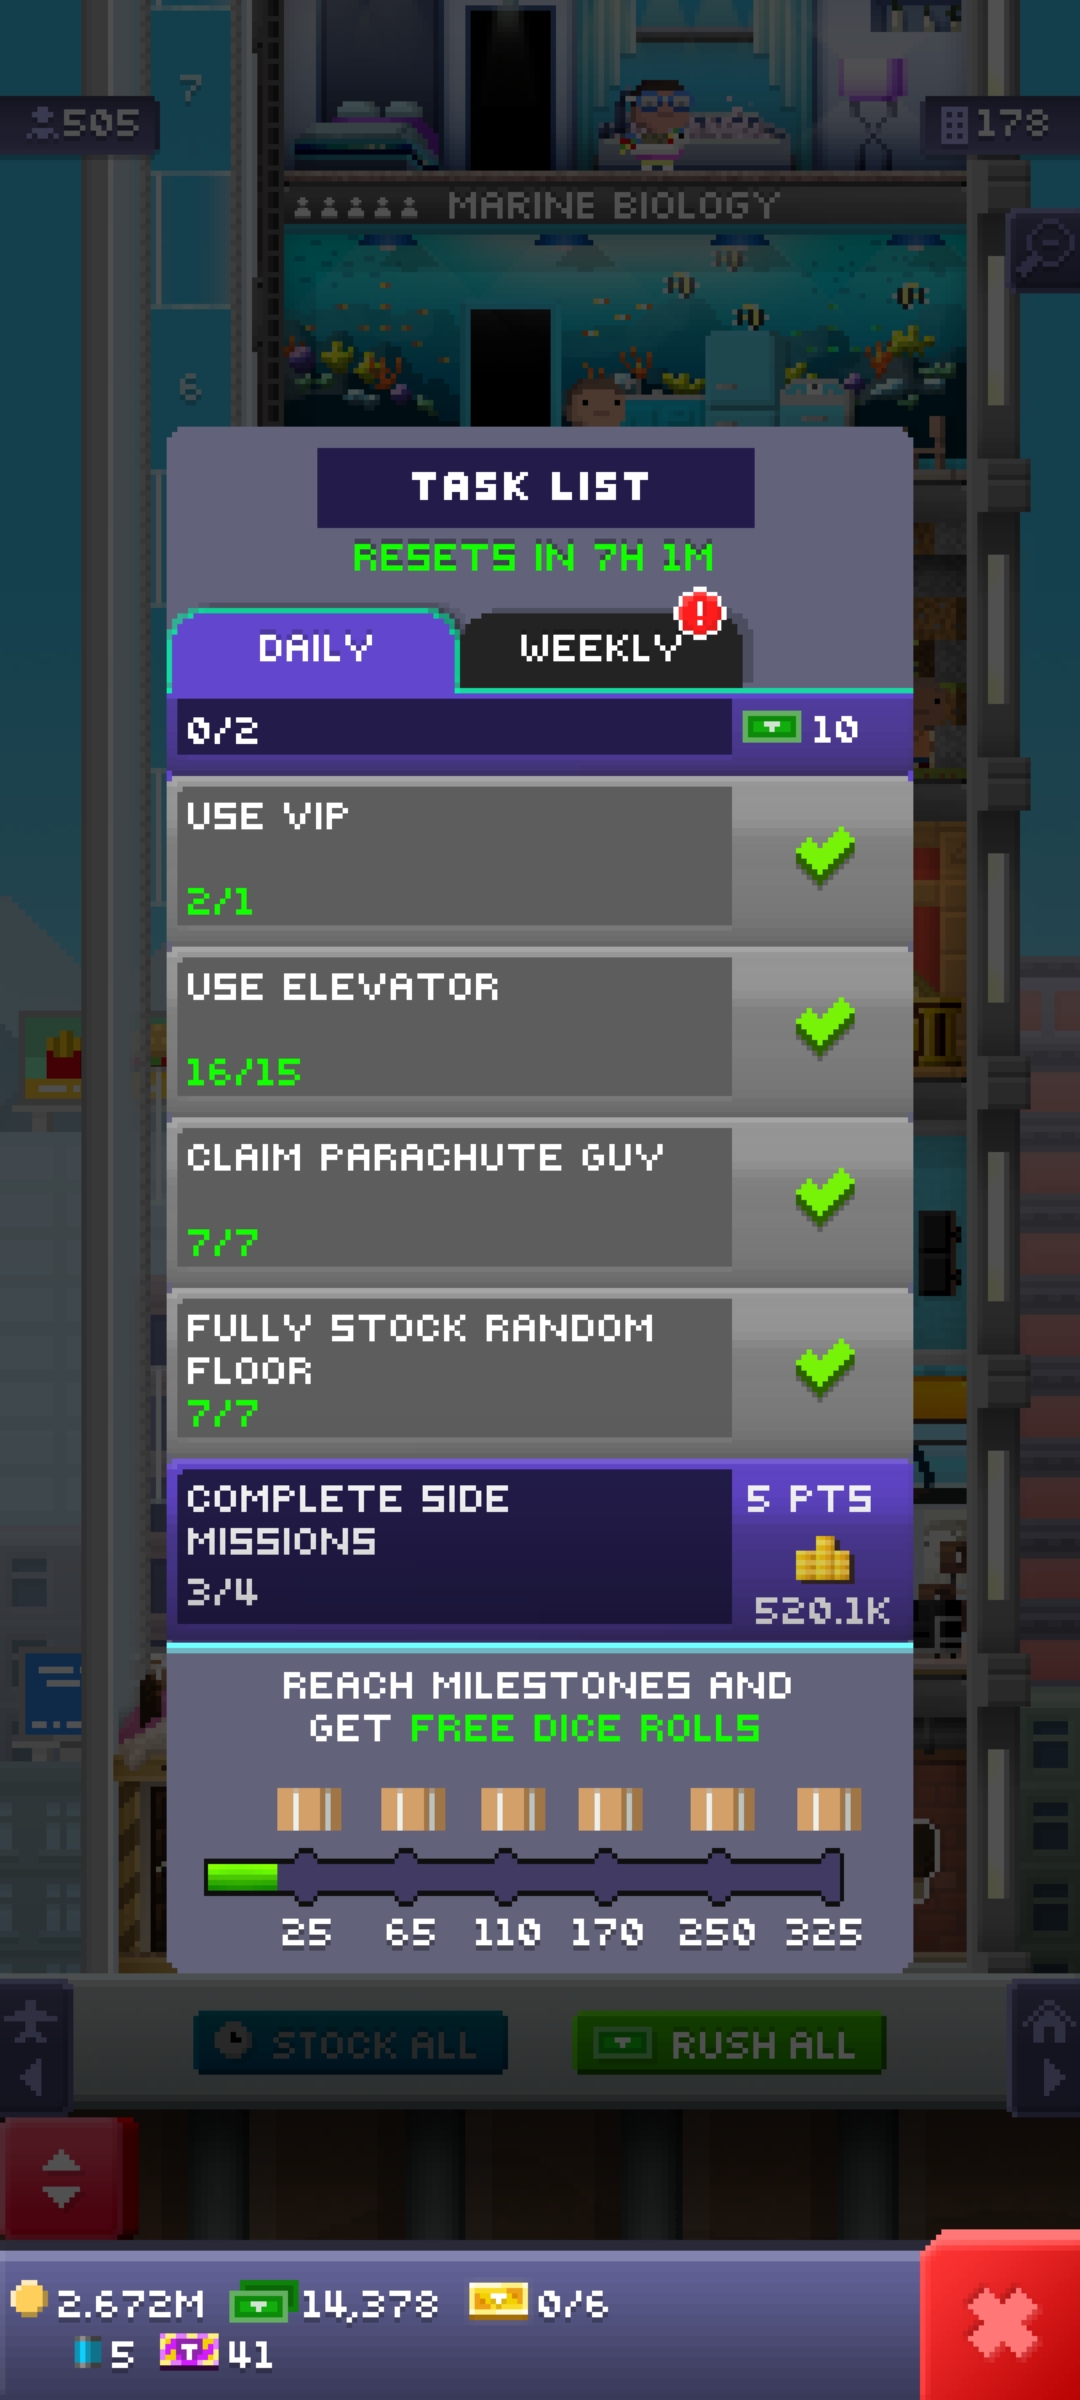 7
505
178
MARINE BIOLOGY
6
TASK LIST
RESETS IN 7H 1M
!
DAILY
WEEKLY
0/2
10
USE VIP
2/1
USE ELEVATOR
16/15
CLAIM PARACHUTE GUY
7/7
FULLY STOCK RANDOM
FLOOR
7/7
COMPLETE SIDE
MISSIONS
3/4
5 PTS
520.1K
REACH MILESTONES AND
GET FREE DICE ROLLS
25 65 110 170 250 325
STOCK ALL
RUSH ALL
2.672M 14,378 0/6
5 41